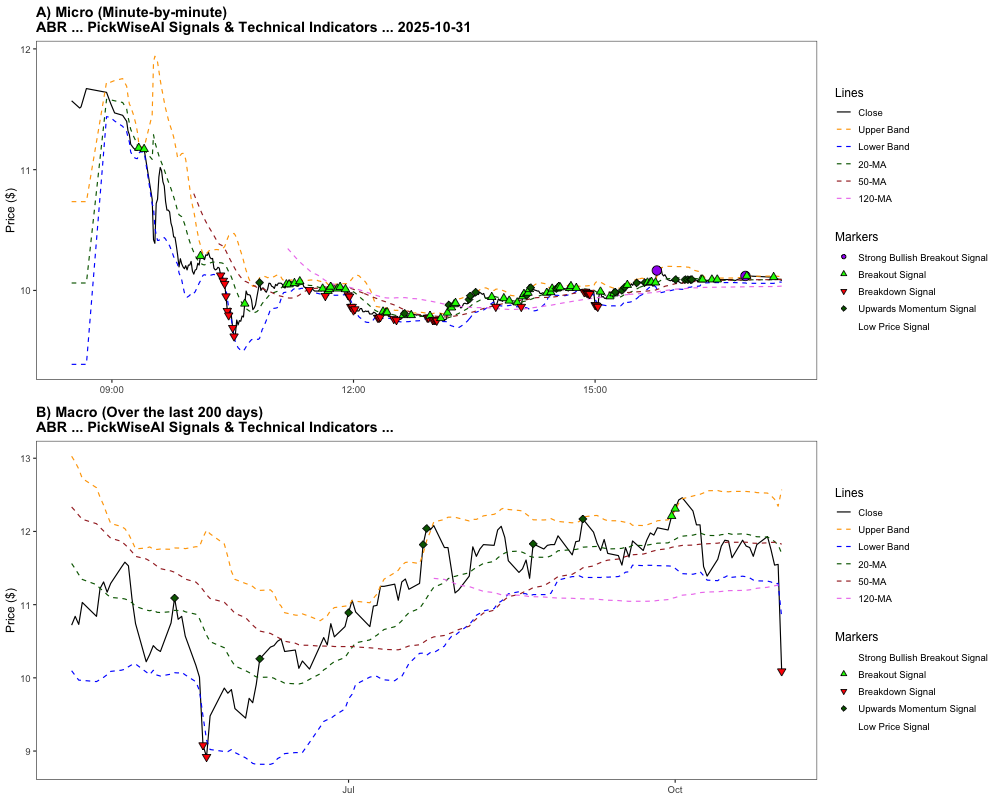 A) Micro (Minute-by-minute)
ABR ... PickWiseAI Signals & Technical Indicators ... 2025-10-31
Price ($)
12
11
10
09:00
12:00
15:00
Lines
Close
Upper Band
Lower Band
20-MA
50-MA
120-MA
Markers
Strong Bullish Breakout Signal
Breakout Signal
Breakdown Signal
Upwards Momentum Signal
Low Price Signal
B) Macro (Over the last 200 days)
ABR ... PickWiseAI Signals & Technical Indicators ...
Price ($)
13
12
11
10
9
Jul
Oct
Lines
Close
Upper Band
Lower Band
20-MA
50-MA
120-MA
Markers
Strong Bullish Breakout Signal
Breakout Signal
Breakdown Signal
Upwards Momentum Signal
Low Price Signal